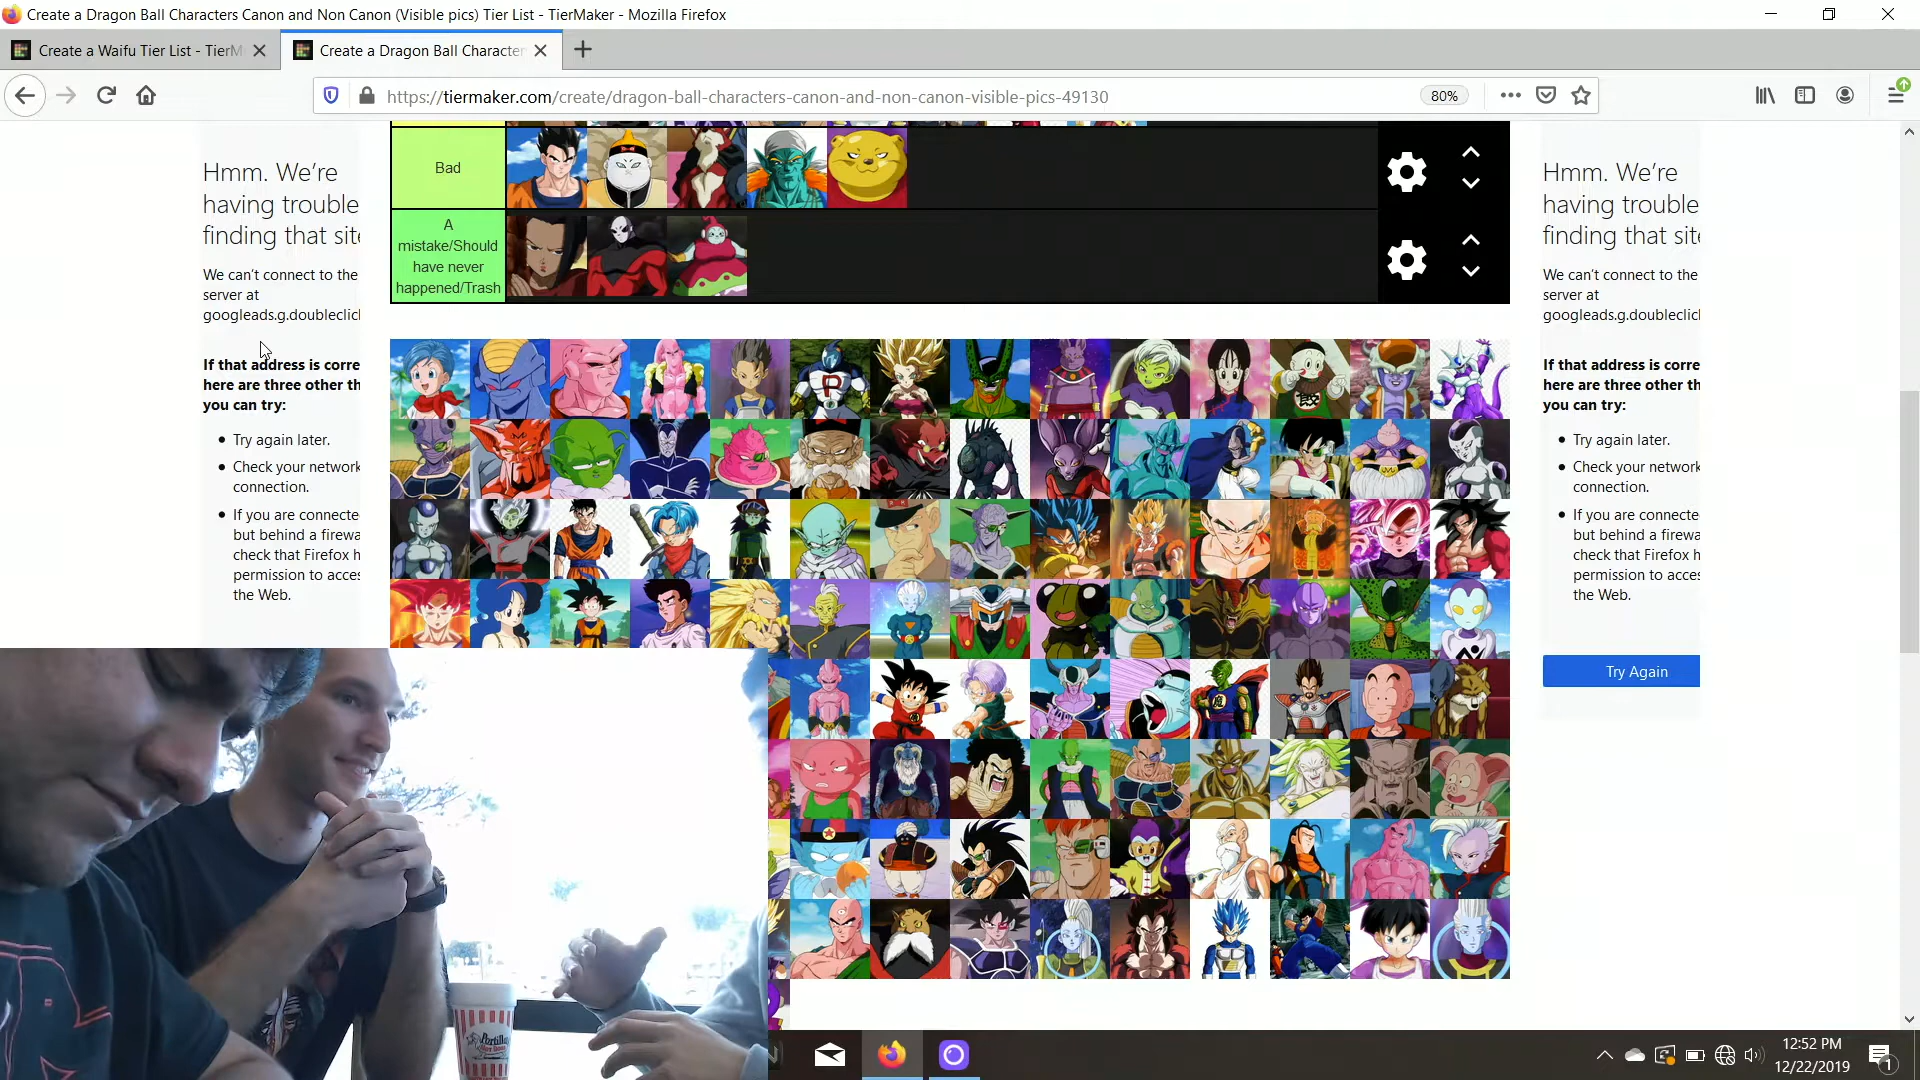 Create a Dragon Ball Characters Canon and Non Canon (Visible pics) Tier List - TierMaker - Mozilla Firefox
Create a Waifu Tier List - TierM
Create a Dragon Ball Character
https://tiermaker.com/create/dragon-ball-characters-canon-and-non-canon-visible-pics-49130
80%
Hmm. We're
having trouble
finding that site
We can't connect to the
server at
googleads.g.doubleclic
If that address is corre
here are three other th
you can try:
Try again later.
Check your network
connection.
If you are connecte
but behind a firewa
check that Firefox h
permission to acces
the Web.
Bad
A
mistake/Should
have never
happened/Trash
Hmm. We're
having trouble
finding that site
We can't connect to the
server at
googleads.g.doubleclic
If that address is corre
here are three other th
you can try:
Try again later.
Check your network
connection.
If you are connecte
but behind a firewa
check that Firefox h
permission to acces
the Web.
Try Again
Portillo's
12:52 PM
12/22/2019
1